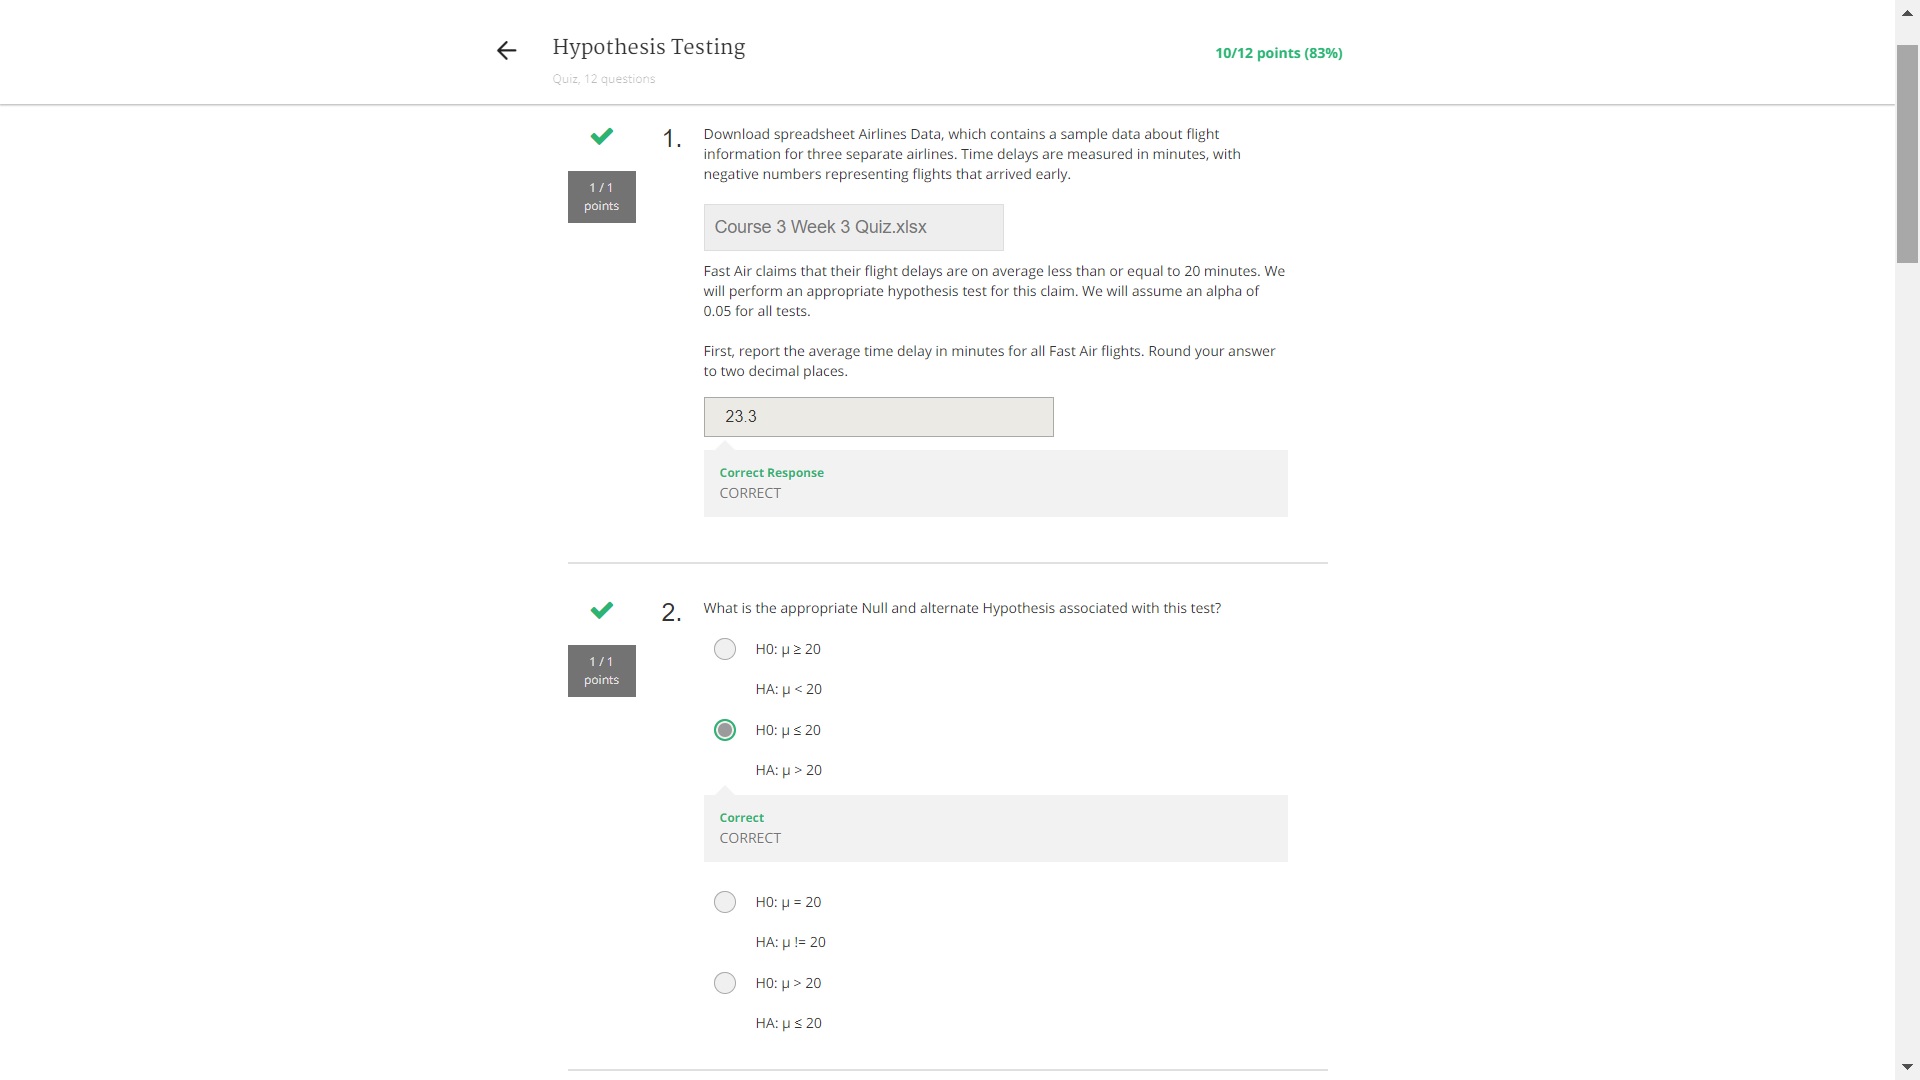 Hypothesis Testing
10/12 points (83%)
Quiz, 12 questions
1 / 1
points
1.
Download spreadsheet Airlines Data, which contains a sample data about flight
information for three separate airlines. Time delays are measured in minutes, with
negative numbers representing flights that arrived early.
Course 3 Week 3 Quiz.xlsx
Fast Air claims that their flight delays are on average less than or equal to 20 minutes. We
will perform an appropriate hypothesis test for this claim. We will assume an alpha of
0.05 for all tests.
First, report the average time delay in minutes for all Fast Air flights. Round your answer
to two decimal places.
23.3
Correct Response
CORRECT
1 / 1
points
2.
What is the appropriate Null and alternate Hypothesis associated with this test?
H0: μ ≥ 20
HA: μ < 20
H0: μ ≤ 20
HA: μ > 20
Correct
CORRECT
H0: μ = 20
HA: μ != 20
H0: μ > 20
HA: μ ≤ 20